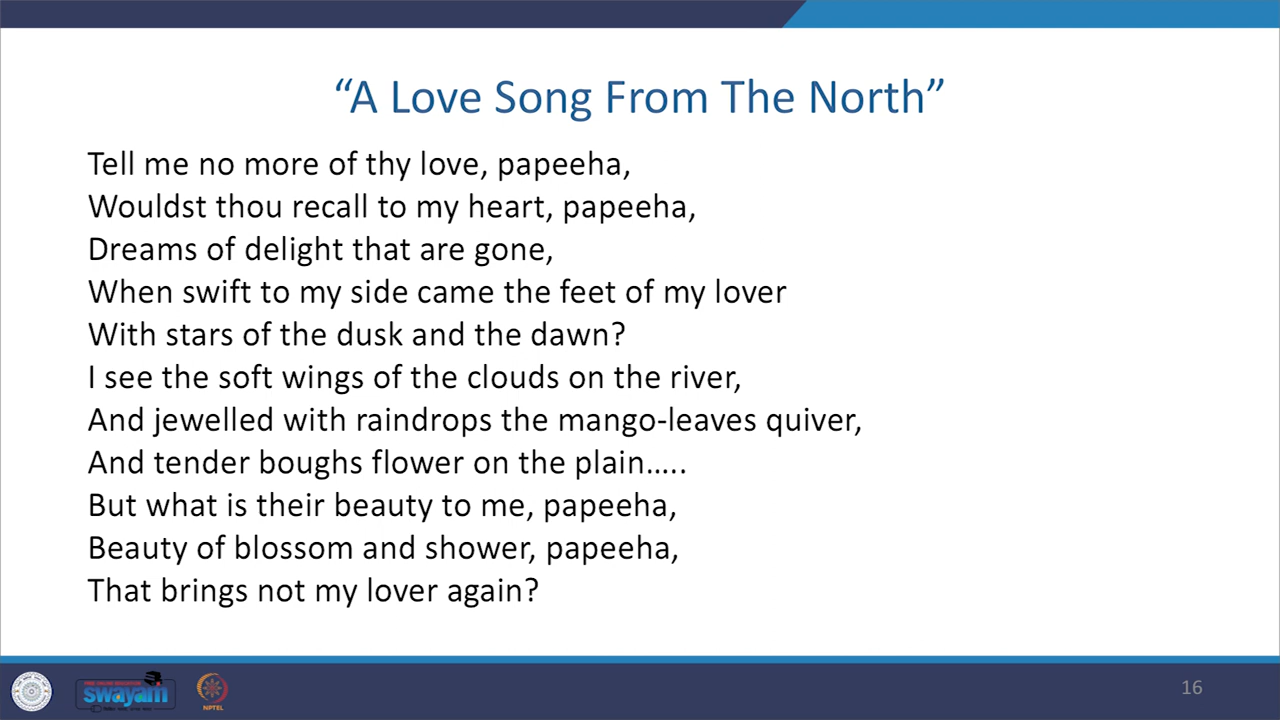 “A Love Song From The North”
Tell me no more of thy love, papeeha,
Wouldst thou recall to my heart, papeeha,
Dreams of delight that are gone,
When swift to my side came the feet of my lover
With stars of the dusk and the dawn?
I see the soft wings of the clouds on the river,
And jewelled with raindrops the mango-leaves quiver,
And tender boughs flower on the plain.....
But what is their beauty to me, papeeha,
Beauty of blossom and shower, papeeha,
That brings not my lover again?
swayam
NPTEL
16